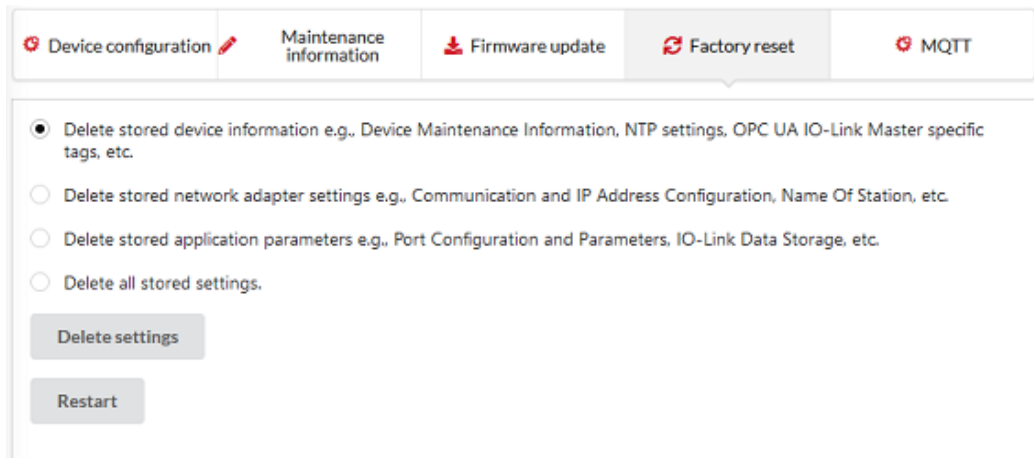 Device configuration
Maintenance
information
Firmware update
Factory reset
MQTT
Delete stored device information e.g., Device Maintenance Information, NTP settings, OPC UA IO-Link Master specific
tags, etc.
Delete stored network adapter settings e.g., Communication and IP Address Configuration, Name Of Station, etc.
Delete stored application parameters e.g., Port Configuration and Parameters, IO-Link Data Storage, etc.
Delete all stored settings.
Delete settings
Restart